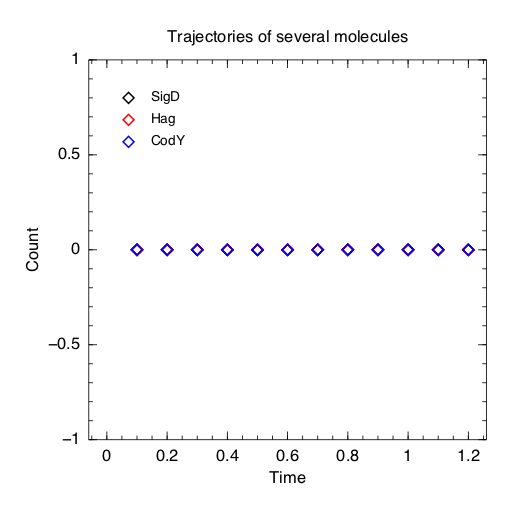 Trajectories of several molecules
1
SigD
Hag
CodY
0.5
Count
0
−0.5
−1
0 0.2 0.4 0.6 0.8 1 1.2
Time